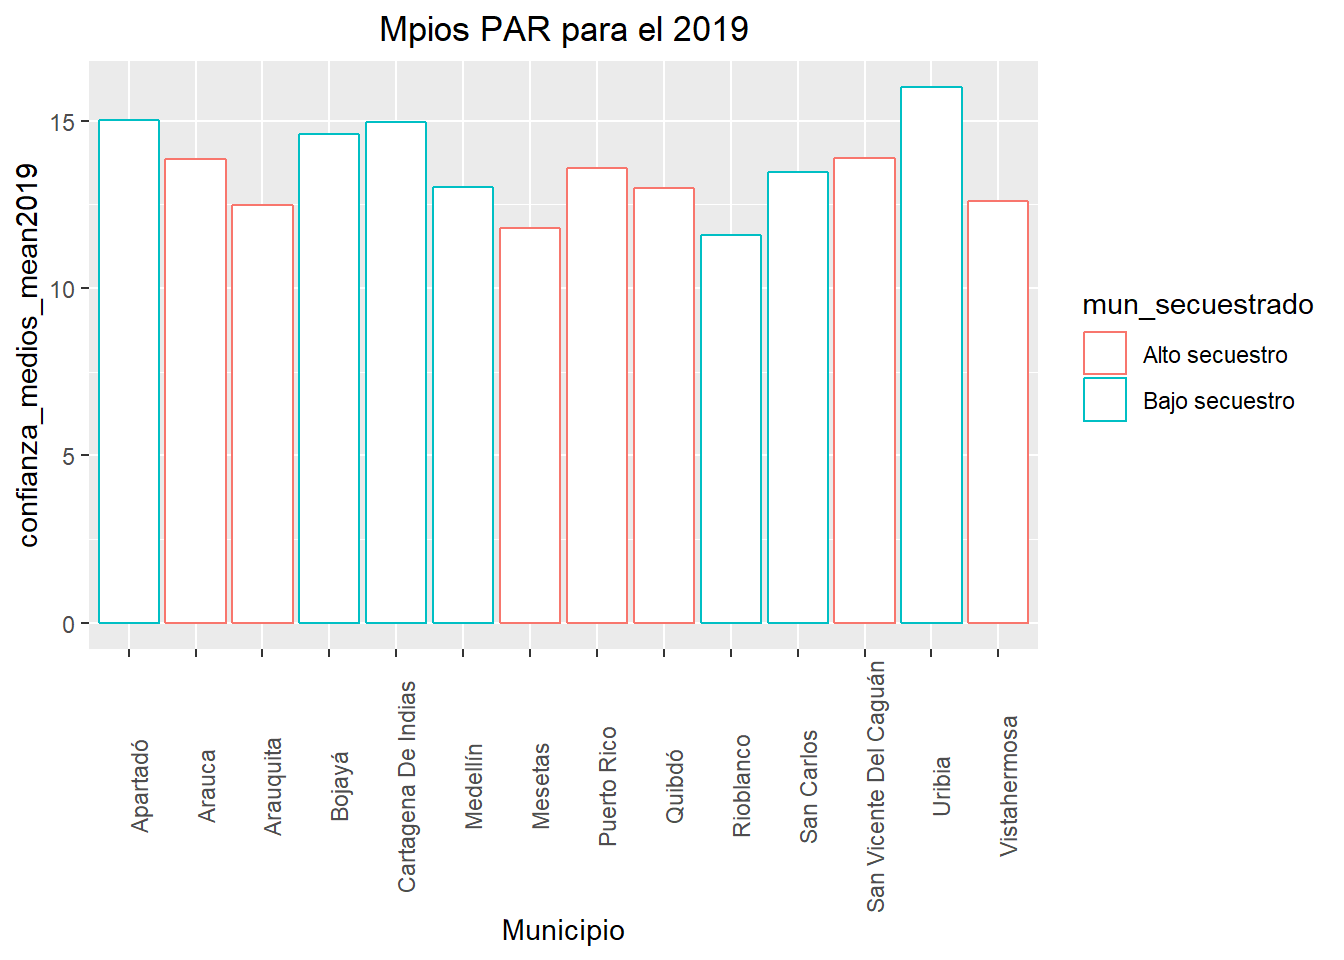 Mpios PAR para el 2019
confianza_medios_mean2019
15
10
5
0
Apartadó
Arauca
Arauquita
Bojayá
Cartagena De Indias
Medellín
Mesetas
Puerto Rico
Quibdó
Rioblanco
San Carlos
San Vicente Del Caguán
Uribia
Vistahermosa
Municipio
mun_secuestrado
Alto secuestro
Bajo secuestro